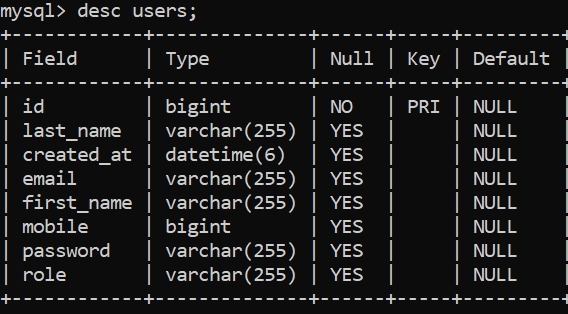 mysql> desc users;
+------------+--------------+------+-----+---------+
| Field      | Type         | Null | Key | Default |
+------------+--------------+------+-----+---------+
| id         | bigint       | NO   | PRI | NULL    |
| last_name  | varchar(255) | YES  |     | NULL    |
| created_at | datetime(6)  | YES  |     | NULL    |
| email      | varchar(255) | YES  |     | NULL    |
| first_name | varchar(255) | YES  |     | NULL    |
| mobile     | bigint       | YES  |     | NULL    |
| password   | varchar(255) | YES  |     | NULL    |
| role       | varchar(255) | YES  |     | NULL    |
+------------+--------------+------+-----+---------+